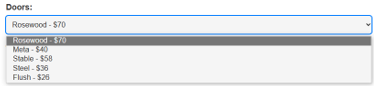 Doors:
Rosewood - $70
Rosewood - $70
Meta - $40
Stable - $58
Steel - $36
Flush - $26